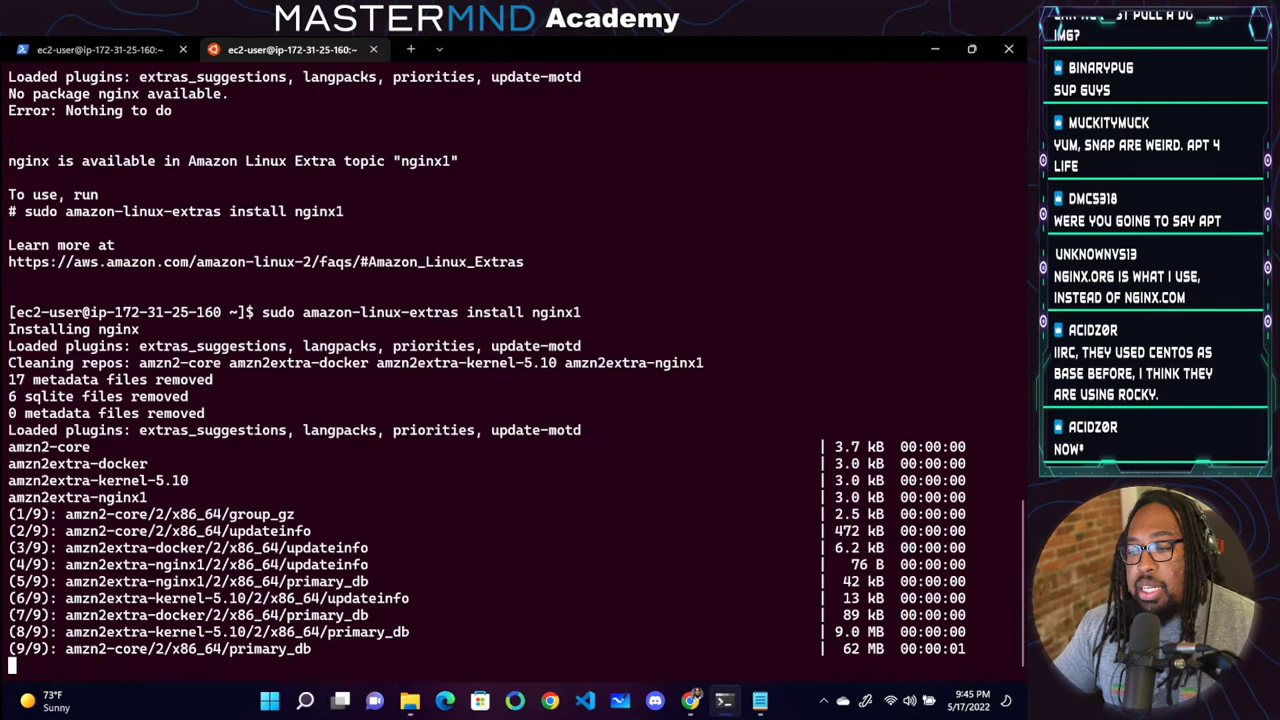 MASTERMND Academy
ec2-user@ip-172-31-25-160:~
ec2-user@ip-172-31-25-160:~
Loaded plugins: extras_suggestions, langpacks, priorities, update-motd
No package nginx available.
Error: Nothing to do
nginx is available in Amazon Linux Extra topic "nginx1"
To use, run
# sudo amazon-linux-extras install nginx1
Learn more at
https://aws.amazon.com/amazon-linux-2/faqs/#Amazon_Linux_Extras
[ec2-user@ip-172-31-25-160 ~]$ sudo amazon-linux-extras install nginx1
Installing nginx
Loaded plugins: extras_suggestions, langpacks, priorities, update-motd
Cleaning repos: amzn2-core amzn2extra-docker amzn2extra-kernel-5.10 amzn2extra-nginx1
17 metadata files removed
6 sqlite files removed
0 metadata files removed
Loaded plugins: extras_suggestions, langpacks, priorities, update-motd
amzn2-core | 3.7 kB 00:00:00
amzn2extra-docker | 3.0 kB 00:00:00
amzn2extra-kernel-5.10 | 3.0 kB 00:00:00
amzn2extra-nginx1 | 3.0 kB 00:00:00
(1/9): amzn2-core/2/x86_64/group_gz | 2.5 kB 00:00:00
(2/9): amzn2-core/2/x86_64/updateinfo | 472 kB 00:00:00
(3/9): amzn2extra-docker/2/x86_64/updateinfo | 6.2 kB 00:00:00
(4/9): amzn2extra-nginx1/2/x86_64/updateinfo | 76 B 00:00:00
(5/9): amzn2extra-nginx1/2/x86_64/primary_db | 42 kB 00:00:00
(6/9): amzn2extra-kernel-5.10/2/x86_64/updateinfo | 13 kB 00:00:00
(7/9): amzn2extra-docker/2/x86_64/primary_db | 89 kB 00:00:00
(8/9): amzn2extra-kernel-5.10/2/x86_64/primary_db | 9.0 MB 00:00:00
(9/9): amzn2-core/2/x86_64/primary_db | 62 MB 00:00:01
IMG?
BINARYPUG
SUP GUYS
MUCKITYMUCK
YUM, SNAP ARE WEIRD. APT 4
LIFE
DMC5318
WERE YOU GOING TO SAY APT
UNKNOWNVS13
NGINX.ORG IS WHAT I USE,
INSTEAD OF NGINX.COM
ACIDZ0R
IIRC, THEY USED CENTOS AS
BASE BEFORE, I THINK THEY
ARE USING ROCKY.
ACIDZ0R
NOW*
73°F
Sunny
9:45 PM
5/17/2022